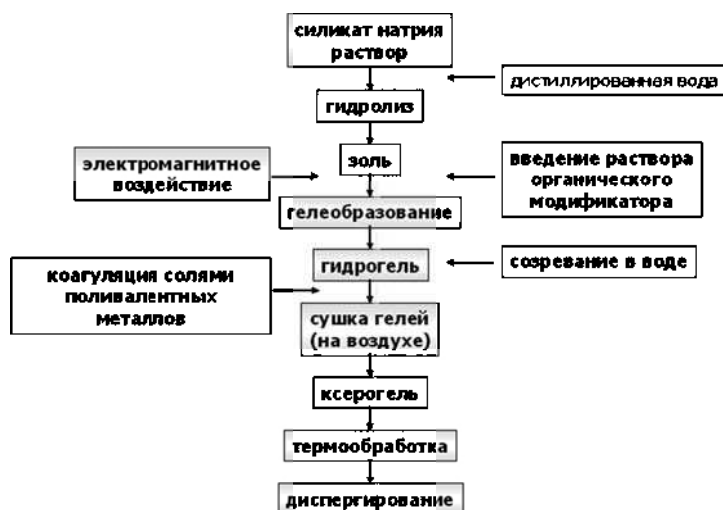 силикат натрия
раствор
дистиллированная вода
гидролиз
золь
электромагнитное
воздействие
введение раствора
органического
модификатора
гелеобразование
гидрогель
созревание в воде
коагуляция солями
поливалентных
металлов
сушка гелей
(на воздухе)
ксерогель
термообработка
диспергирование